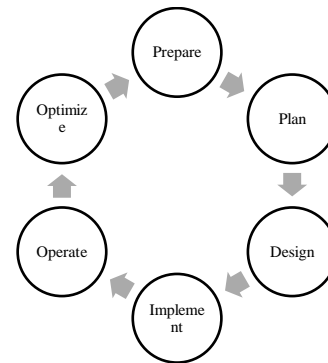 Prepare
Plan
Design
Impleme
nt
Operate
Optimiz
e